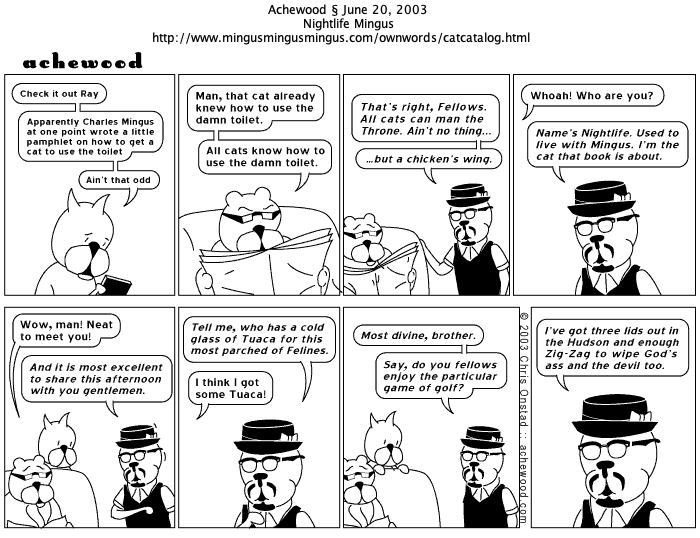 Achewood § June 20, 2003
Nightlife Mingus
http://www.mingusmingusmingus.com/ownwords/catcatalog.html
achewood
Check it out Ray
Apparently Charles Mingus
at one point wrote a little
pamphlet on how to get a
cat to use the toilet
Ain't that odd
Man, that cat already
knew how to use the
damn toilet.
All cats know how to
use the damn toilet.
That's right, Fellows.
All cats can man the
Throne. Ain't no thing...
...but a chicken's wing.
Whoah! Who are you?
Name's Nightlife. Used to
live with Mingus. I'm the
cat that book is about.
Wow, man! Neat
to meet you!
And it is most excellent
to share this afternoon
with you gentlemen.
Tell me, who has a cold
glass of Tuaca for this
most parched of Felines.
I think I got
some Tuaca!
Most divine, brother.
Say, do you fellows
enjoy the particular
game of golf?
© 2003 Chris Onstad :: achewood.com
I've got three lids out in
the Hudson and enough
Zig-Zag to wipe God's
ass and the devil too.